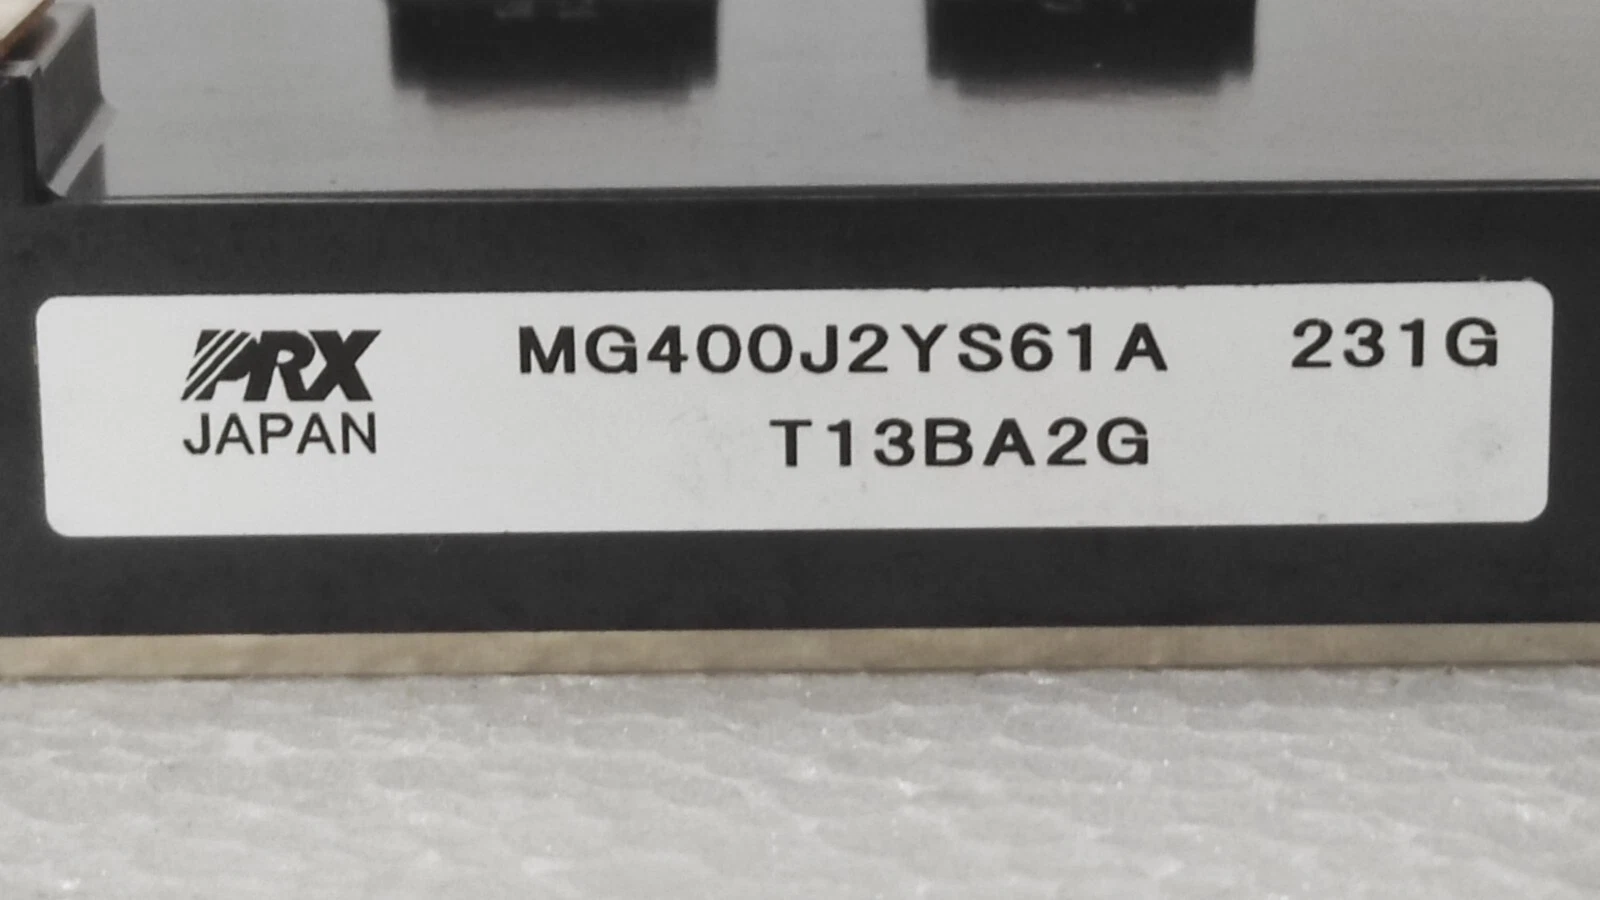 PRX MG400J2YS61A 231G
JAPAN T13BA2G